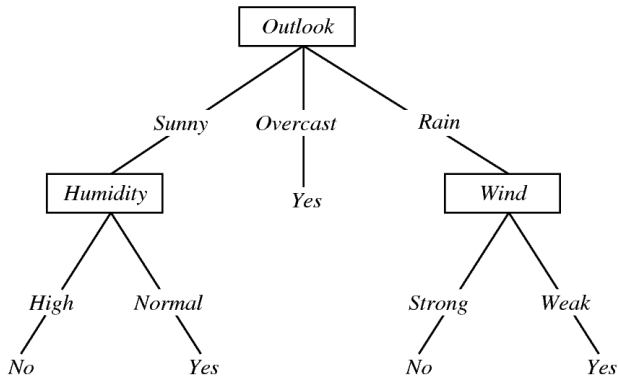 Outlook
Sunny Overcast Rain
Humidity Yes Wind
High Normal Strong Weak
No Yes No Yes